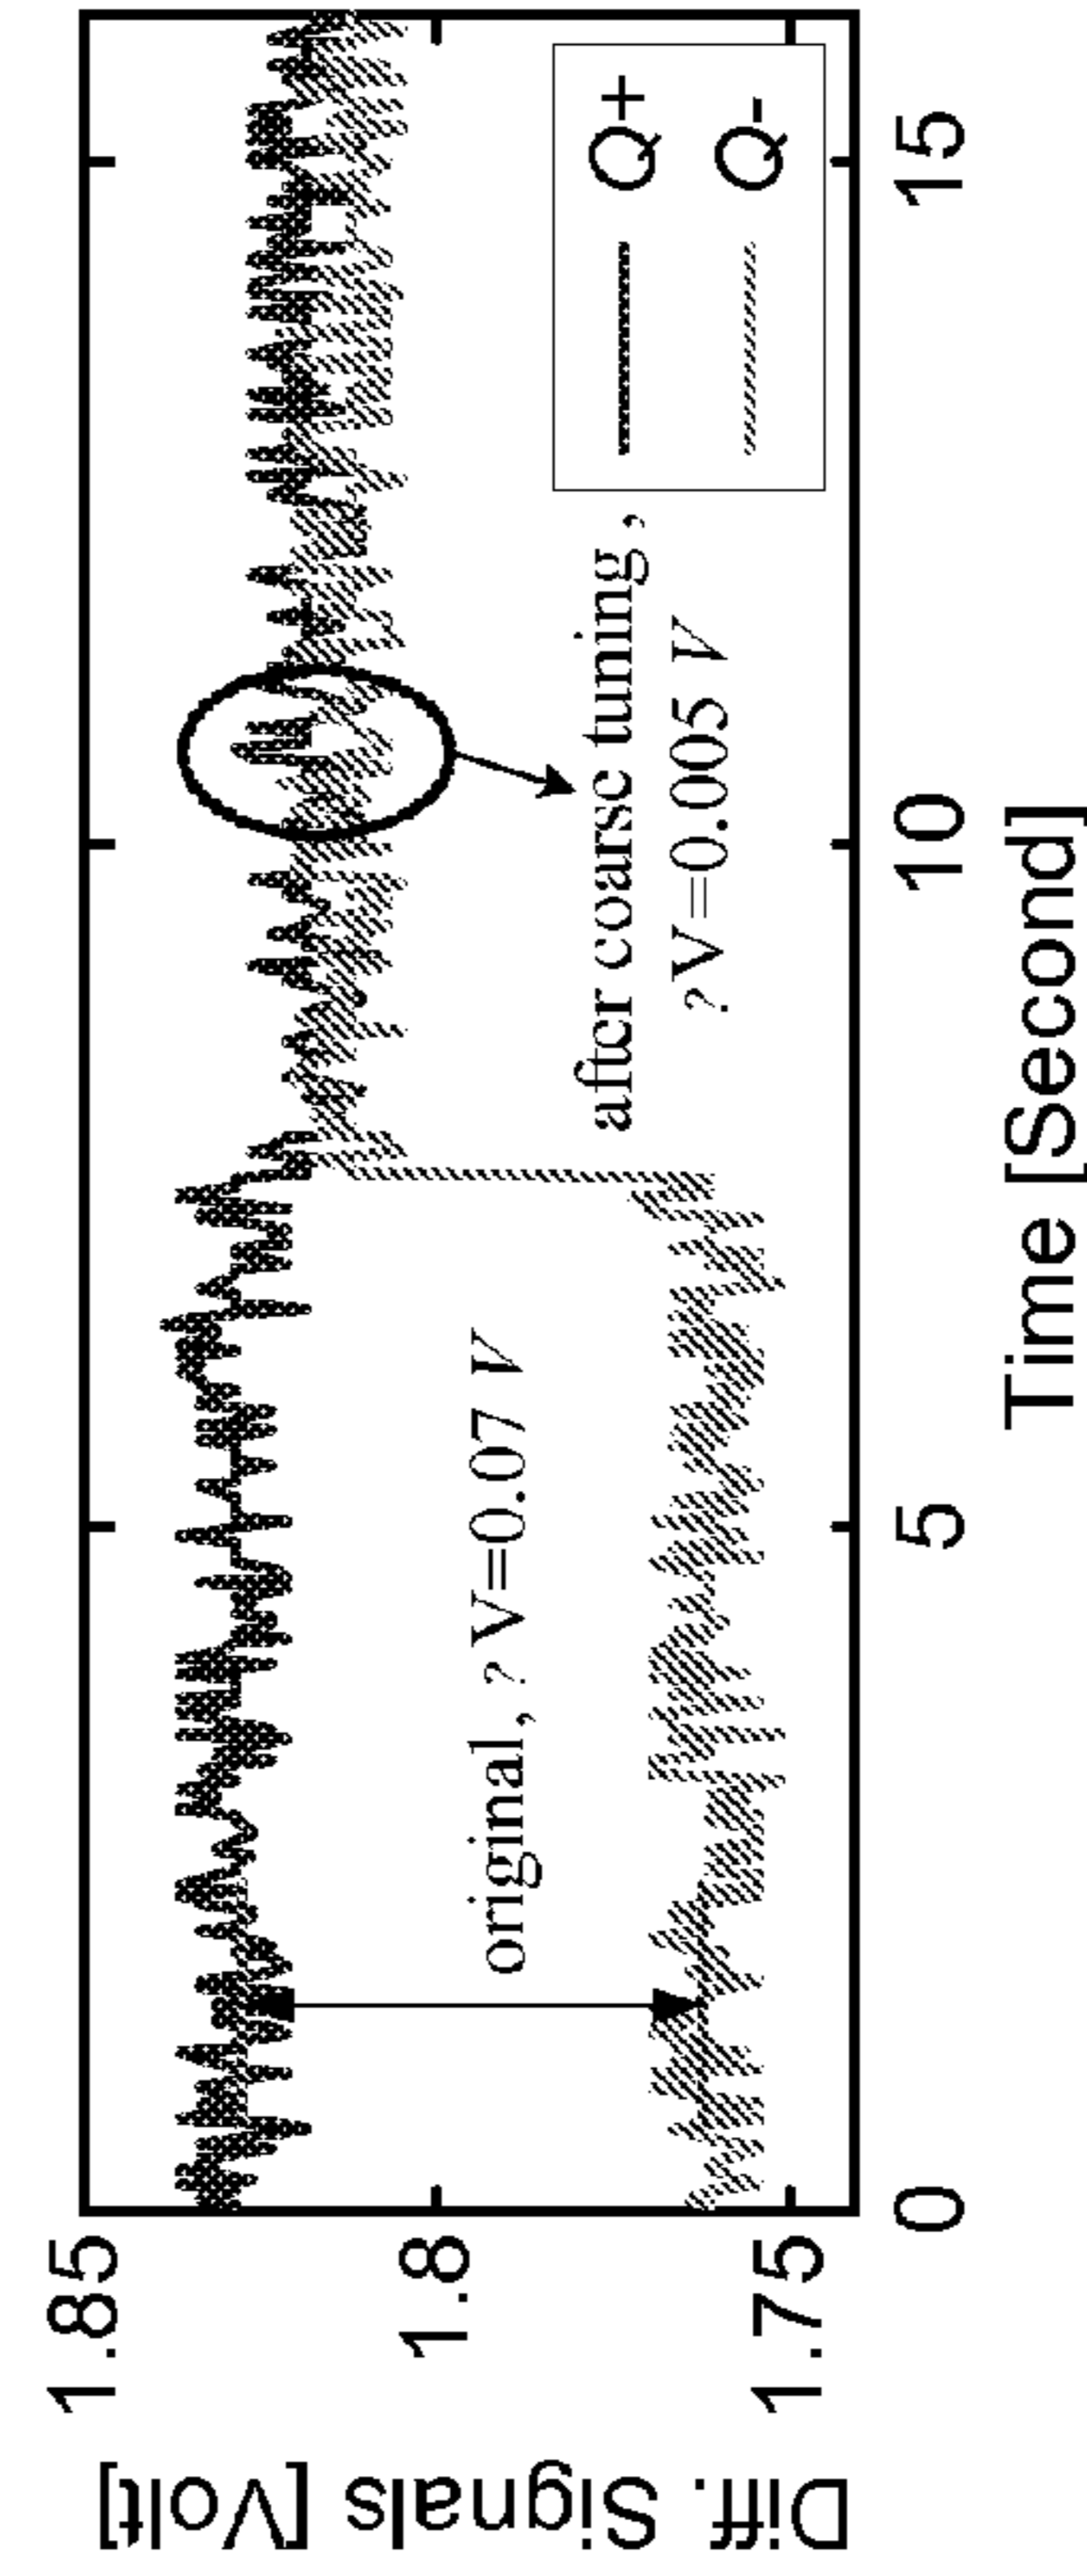 Diff. Signals [Volt]
1.85
1.8
1.75
original, ? V=0.07 V
after coarse tuning,
?V=0.005 V
Q+
Q-
0
5
10
15
Time [Second]